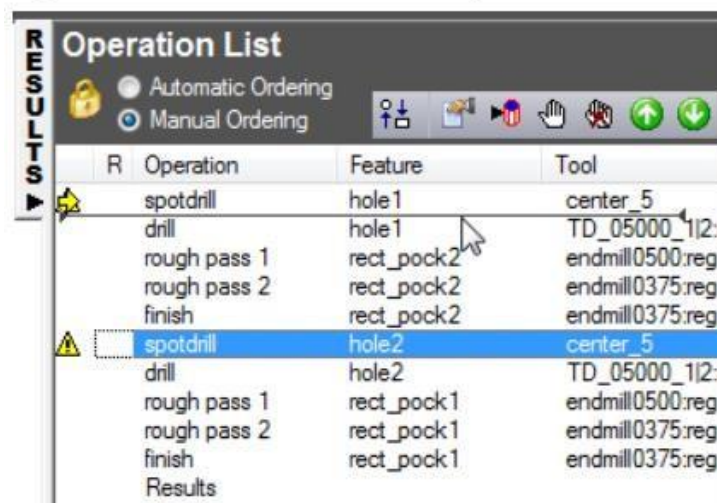 RESULTS
Operation List
Automatic Ordering
Manual Ordering
R Operation Feature Tool
spotdrill hole1 center_5
drill hole1 TD_05000_1|2:
rough pass 1 rect_pock2 endmill0500:reg
rough pass 2 rect_pock2 endmill0375:reg
finish rect_pock2 endmill0375:reg
spotdrill hole2 center_5
drill hole2 TD_05000_1|2:
rough pass 1 rect_pock1 endmill0500:reg
rough pass 2 rect_pock1 endmill0375:reg
finish rect_pock1 endmill0375:reg
Results